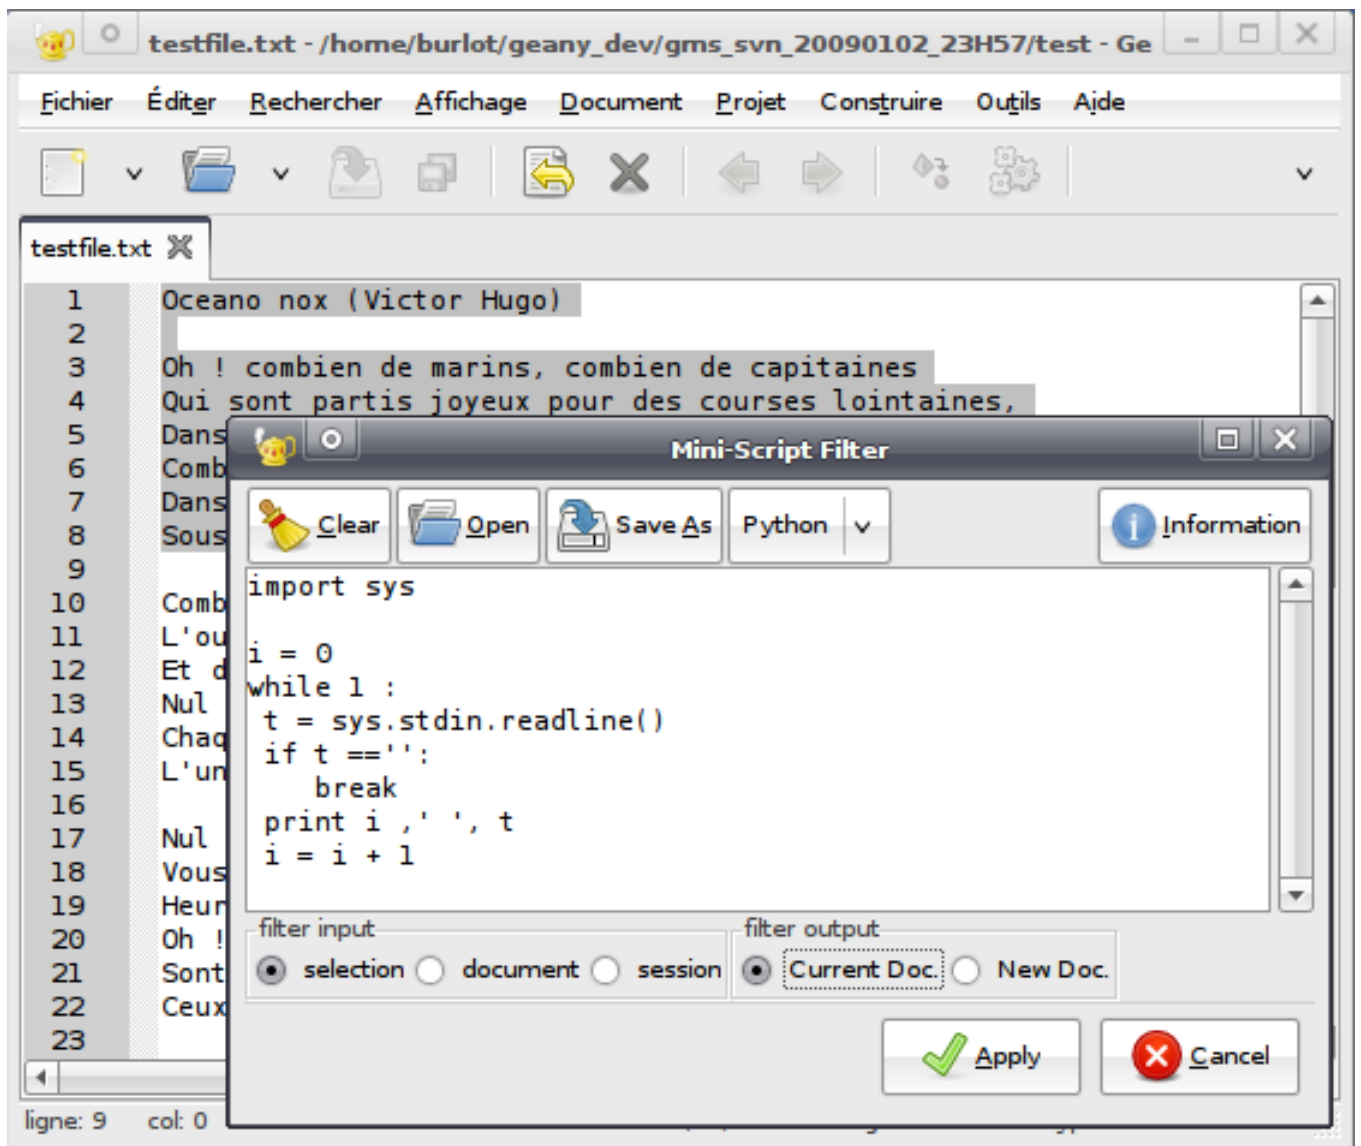 testfile.txt - /home/burlot/geany_dev/gms_svn_20090102_23H57/test - Ge
Fichier Éditer Rechercher Affichage Document Projet Construire Outils Aide
testfile.txt
1 Oceano nox (Victor Hugo)
2
3 Oh ! combien de marins, combien de capitaines
4 Qui sont partis joyeux pour des courses lointaines,
5 Dans
6 Comb
7 Dans
8 Sous
9
10 Comb
11 L'ou
12 Et d
13 Nul
14 Chaq
15 L'un
16
17 Nul
18 Vous
19 Heur
20 Oh !
21 Sont
22 Ceux
23
ligne: 9 col: 0
Mini-Script Filter
Clear Open Save As Python Information
import sys
i = 0
while 1 :
 t = sys.stdin.readline()
 if t =='':
    break
 print i ,' ', t
 i = i + 1
filter input filter output
selection document session Current Doc. New Doc.
Apply Cancel